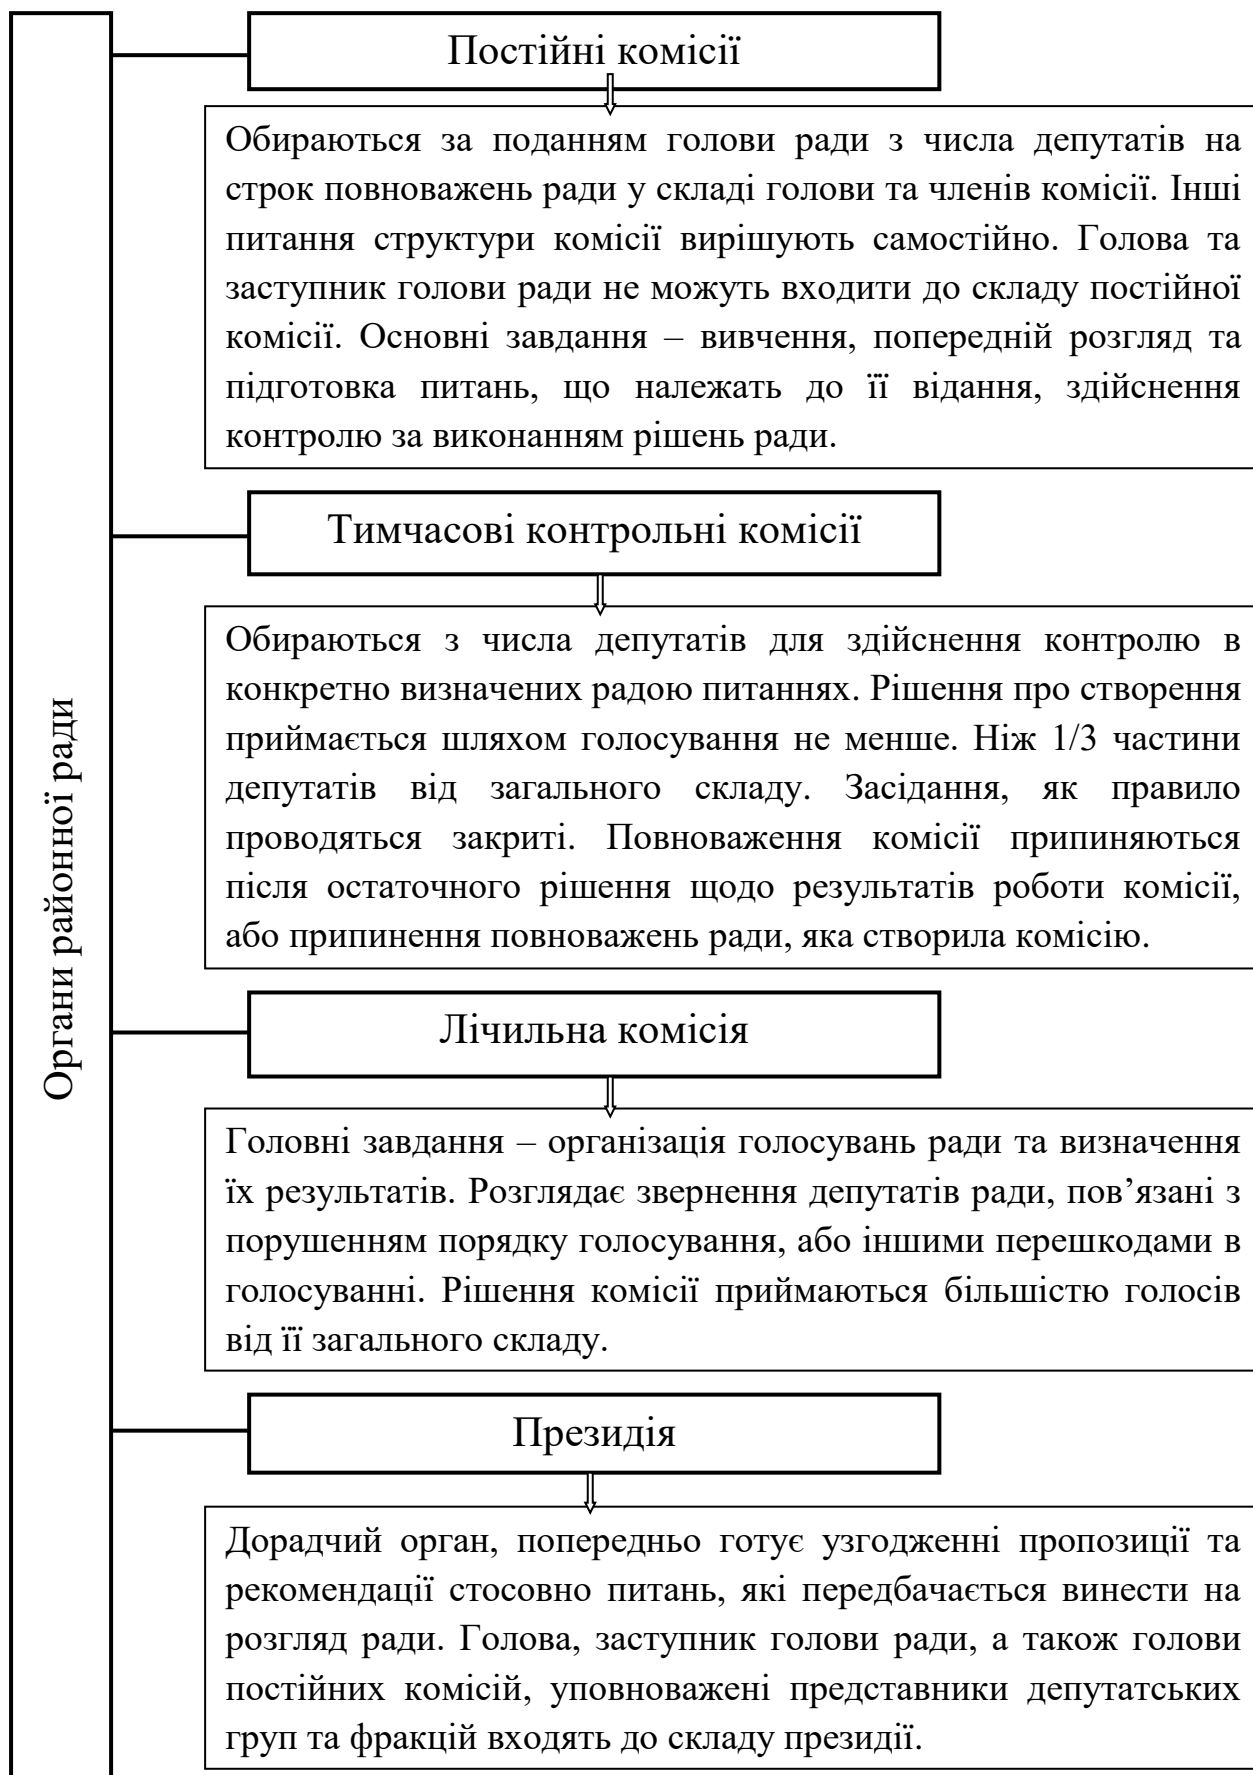 Органи районної ради
Постійні комісії
Обираються за поданням голови ради з числа депутатів на
строк повноважень ради у складі голови та членів комісії. Інші
питання структури комісії вирішують самостійно. Голова та
заступник голови ради не можуть входити до складу постійної
комісії. Основні завдання – вивчення, попередній розгляд та
підготовка питань, що належать до її відання, здійснення
контролю за виконанням рішень ради.
Тимчасові контрольні комісії
Обираються з числа депутатів для здійснення контролю в
конкретно визначених радою питаннях. Рішення про створення
приймається шляхом голосування не менше. Ніж 1/3 частини
депутатів від загального складу. Засідання, як правило
проводяться закриті. Повноваження комісії припиняються
після остаточного рішення щодо результатів роботи комісії,
або припинення повноважень ради, яка створила комісію.
Лічильна комісія
Головні завдання – організація голосувань ради та визначення
їх результатів. Розглядає звернення депутатів ради, пов’язані з
порушенням порядку голосування, або іншими перешкодами в
голосуванні. Рішення комісії приймаються більшістю голосів
від її загального складу.
Президія
Дорадчий орган, попередньо готує узгодженні пропозиції та
рекомендації стосовно питань, які передбачається винести на
розгляд ради. Голова, заступник голови ради, а також голови
постійних комісій, уповноважені представники депутатських
груп та фракцій входять до складу президії.